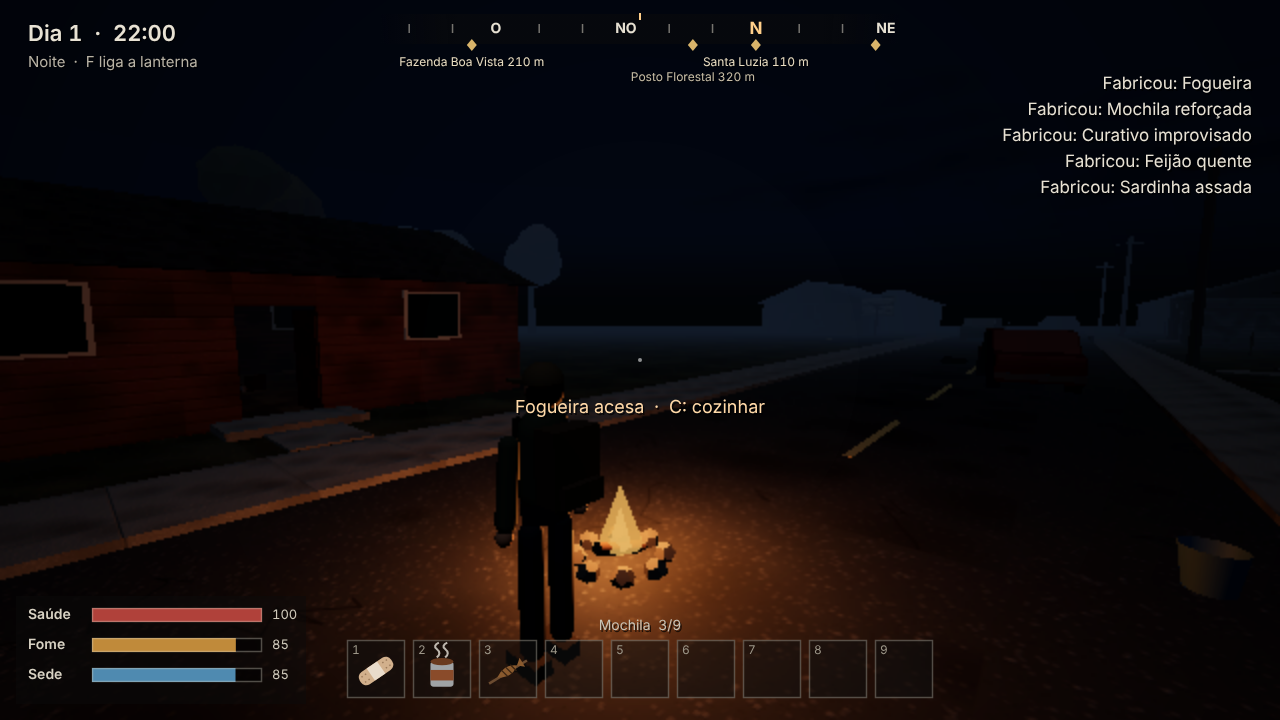 Dia 1 · 22:00
Noite · F liga a lanterna
O NO N NE
Fazenda Boa Vista 210 m
Santa Luzia 110 m
Posto Florestal 320 m
Fabricou: Fogueira
Fabricou: Mochila reforçada
Fabricou: Curativo improvisado
Fabricou: Feijão quente
Fabricou: Sardinha assada
Fogueira acesa · C: cozinhar
Saúde 100
Fome 85
Sede 85
Mochila 3/9
1 2 3 4 5 6 7 8 9